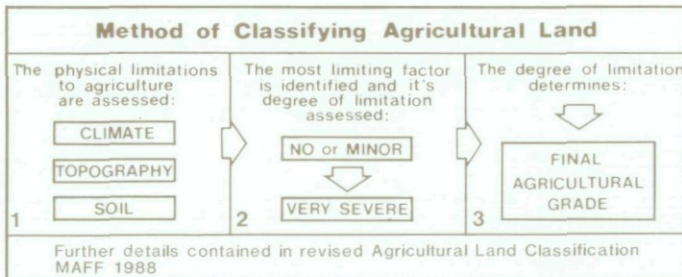 Method of Classifying Agricultural Land
The physical limitations
to agriculture
are assessed:
CLIMATE
TOPOGRAPHY
SOIL
1
The most limiting factor
is identified and it's
degree of limitation
assessed:
NO or MINOR
VERY SEVERE
2
The degree of limitation
determines:
FINAL
AGRICULTURAL
GRADE
3
Further details contained in revised Agricultural Land Classification
MAFF 1988